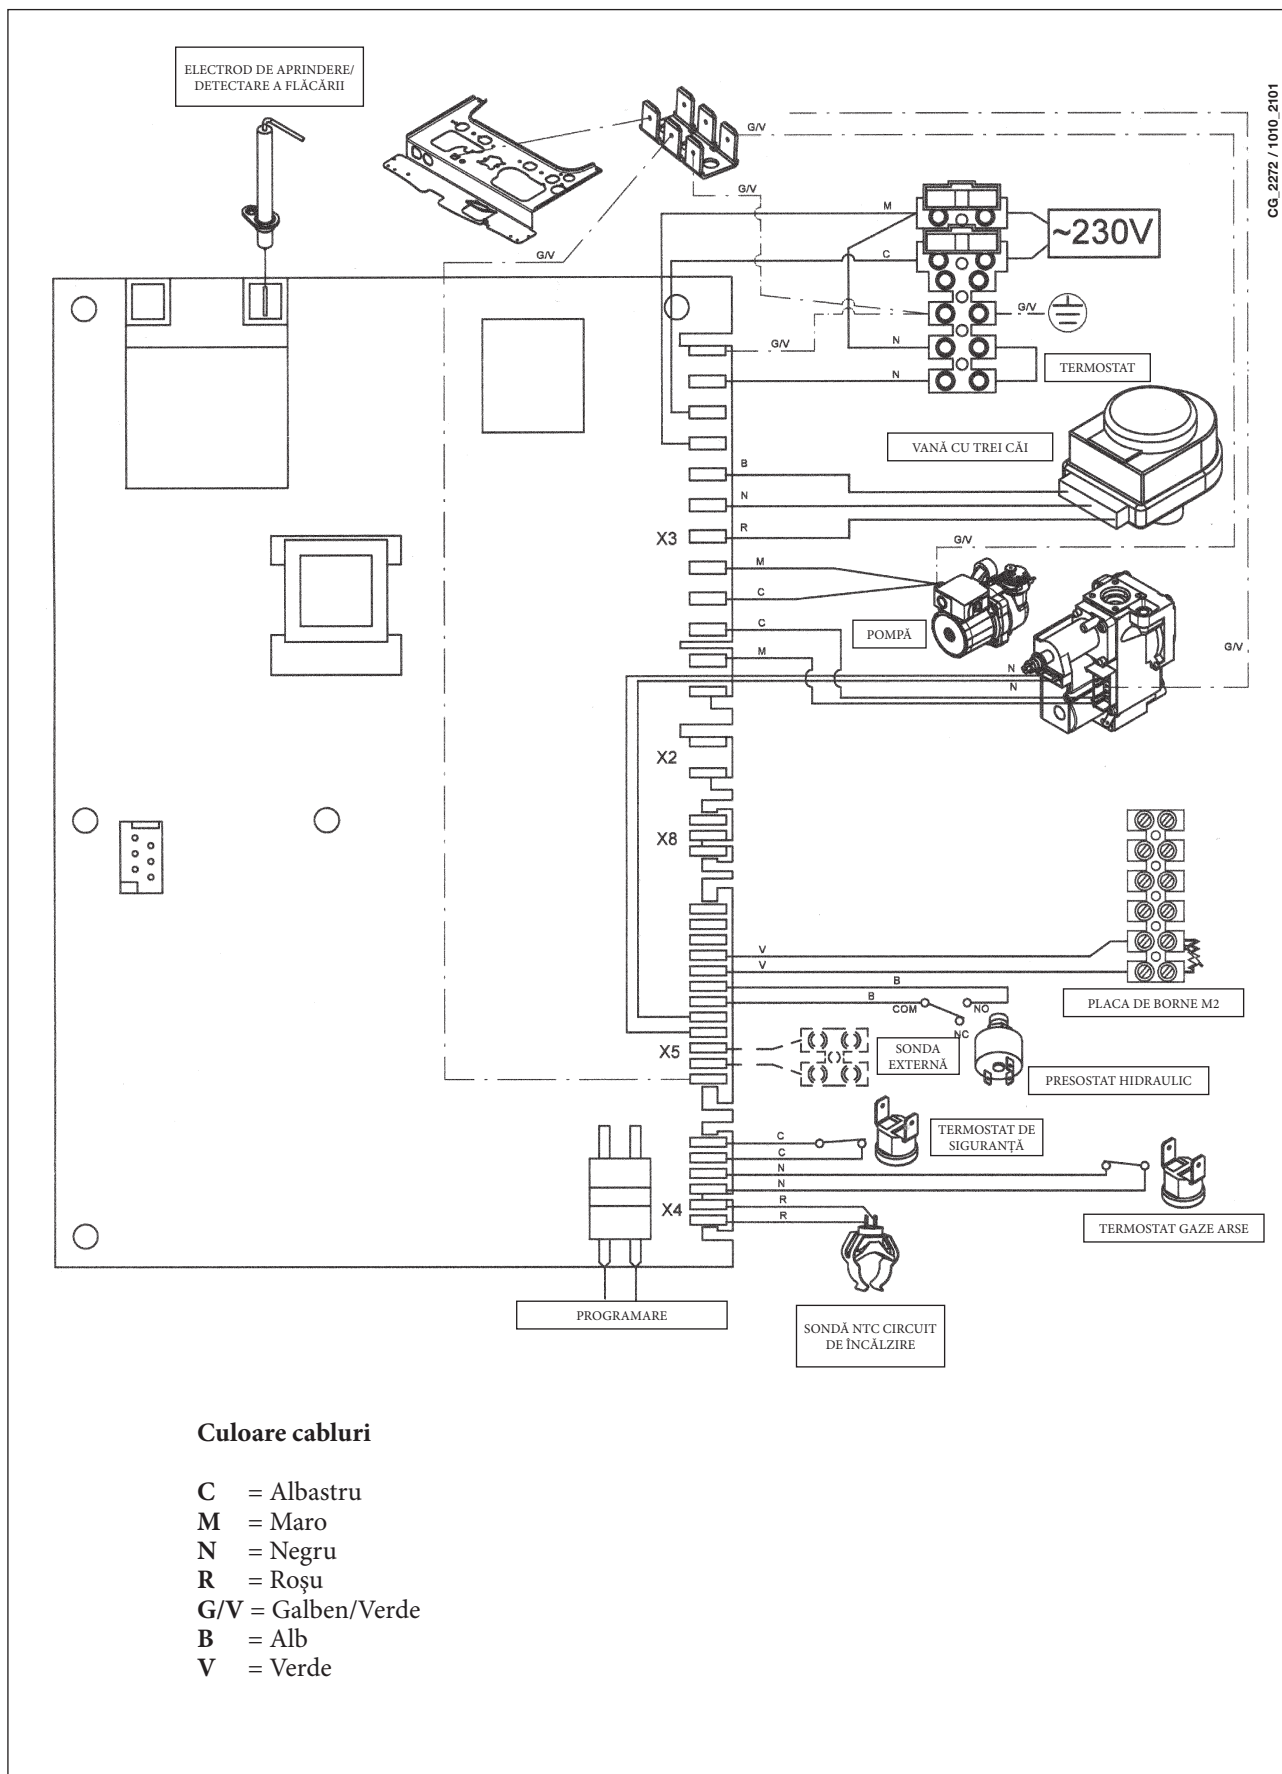 ELECTROD DE APRINDERE/
DETECTARE A FLĂCĂRII
CG_2272 / 1010_2101
G/V
G/V
M
~230V
G/V
C
G/V
G/V
N
TERMOSTAT
N
VANĂ CU TREI CĂI
B
N
R
X3
G/V
M
C
C
POMPĂ
M
G/V
N
N
X2
X8
V
V
B
PLACA DE BORNE M2
B
COM
NO
NC
X5
SONDA
EXTERNĂ
PRESOSTAT HIDRAULIC
TERMOSTAT DE
SIGURANȚĂ
C
C
N
N
R
X4
R
TERMOSTAT GAZE ARSE
PROGRAMARE
SONDĂ NTC CIRCUIT
DE ÎNCĂLZIRE
Culoare cabluri
C = Albastru
M = Maro
N = Negru
R = Roşu
G/V = Galben/Verde
B = Alb
V = Verde